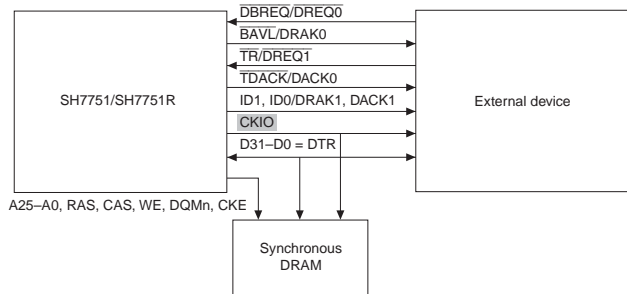 DBREQ/DREQ0
BAVL/DRAK0
TR/DREQ1
TDACK/DACK0
SH7751/SH7751R
ID1, ID0/DRAK1, DACK1
External device
CKIO
D31–D0 = DTR
A25–A0, RAS, CAS, WE, DQMn, CKE
Synchronous
DRAM